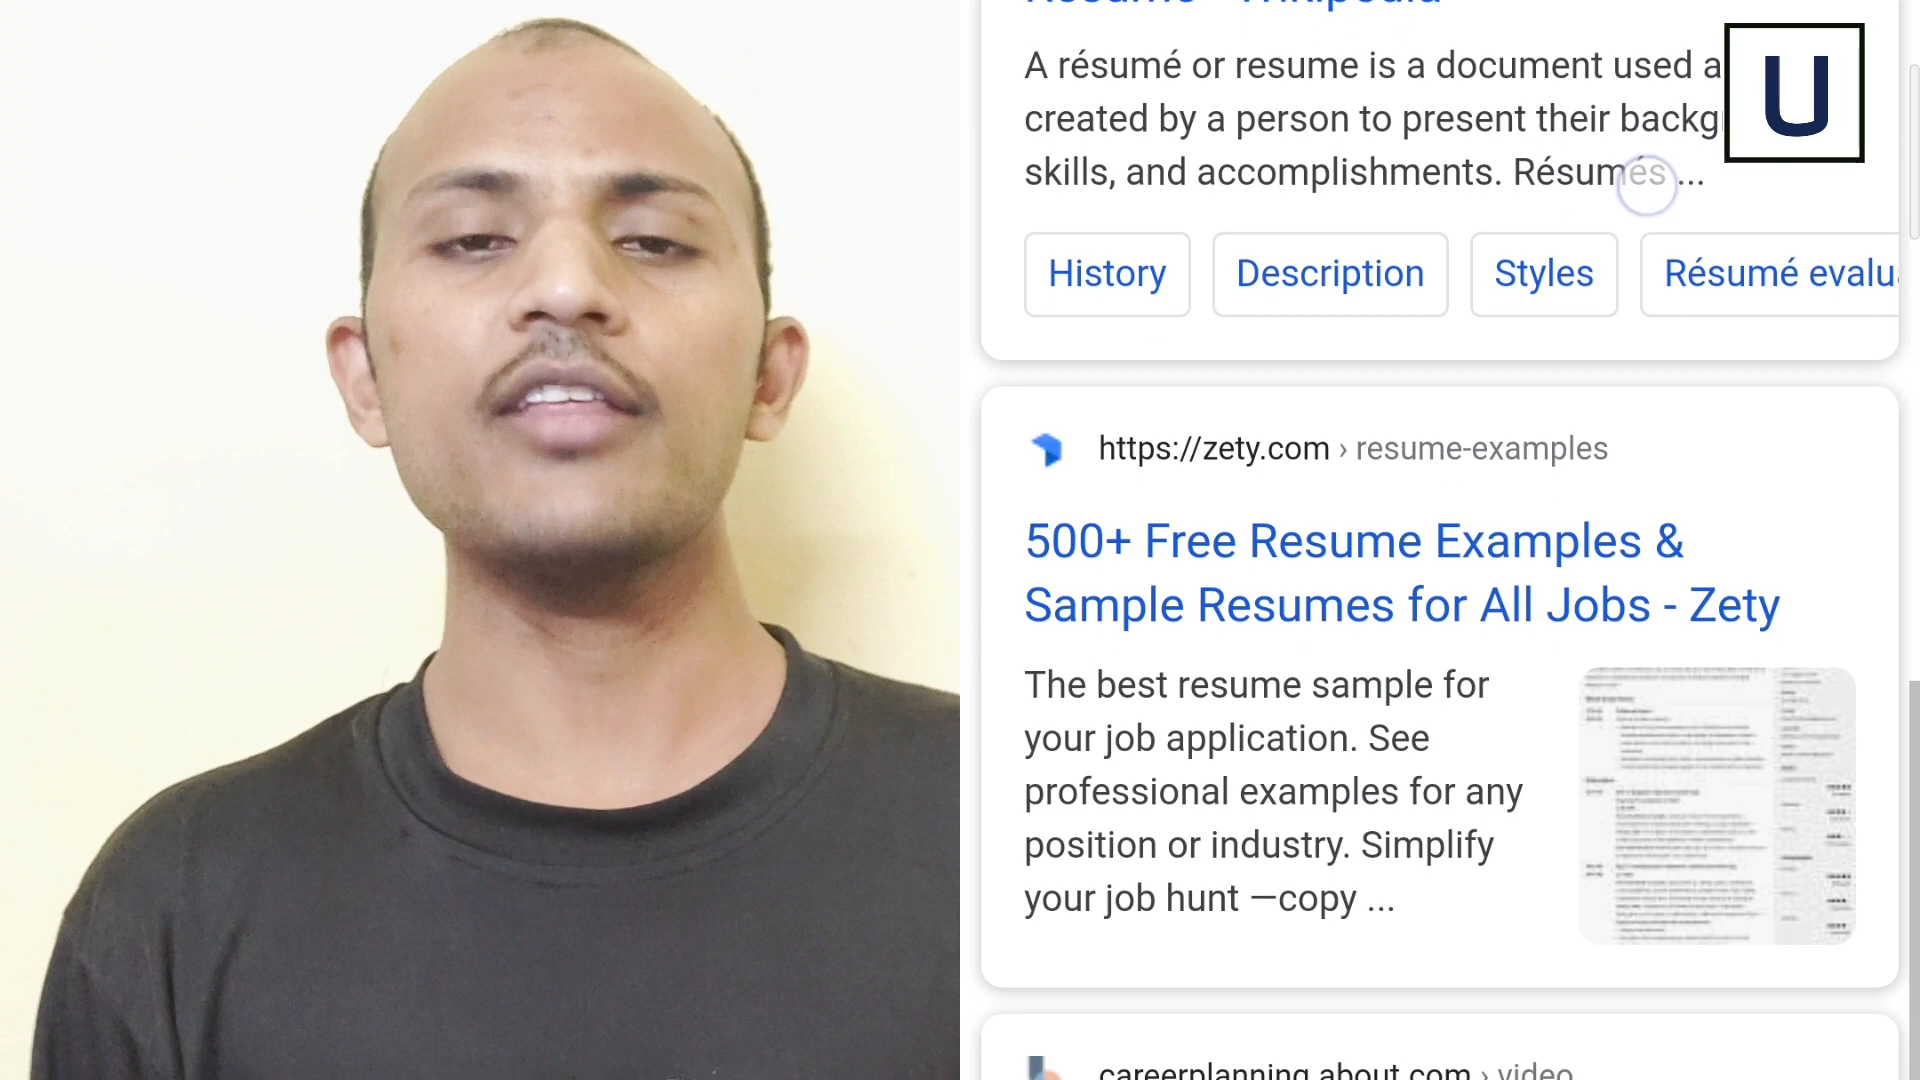 Resume - Wikipedia
A résumé or resume is a document used a
U
created by a person to present their backg
skills, and accomplishments. Résumés ...
History Description Styles Résumé evalu
https://zety.com › resume-examples
500+ Free Resume Examples &
Sample Resumes for All Jobs - Zety
The best resume sample for
your job application. See
professional examples for any
position or industry. Simplify
your job hunt —copy ...
careerplanning.about.com › video